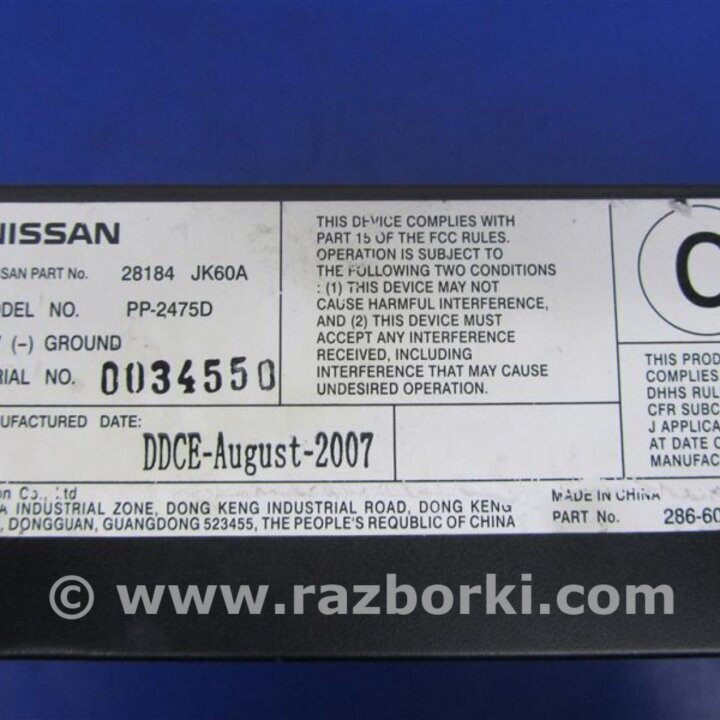 NISSAN
SSAN PART No. 28184 JK60A
ODEL NO. PP-2475D
(-) GROUND
RIAL NO. 0034550
THIS DEVICE COMPLIES WITH
PART 15 OF THE FCC RULES.
OPERATION IS SUBJECT TO
THE FOLLOWING TWO CONDITIONS
: (1) THIS DEVICE MAY NOT
CAUSE HARMFUL INTERFERENCE,
AND (2) THIS DEVICE MUST
ACCEPT ANY INTERFERENCE
RECEIVED, INCLUDING
INTERFERENCE THAT MAY CAUSE
UNDESIRED OPERATION.
C
THIS PROD
COMPLIES
DHHS RUL
CFR SUBC
J APPLICA
AT DATE O
MANUFAC
UFACTURED DATE:
DDCE-August-2007
on Co., Ltd
A INDUSTRIAL ZONE, DONG KENG INDUSTRIAL ROAD, DONG KENG
, DONGGUAN, GUANGDONG 523455, THE PEOPLE'S REQUBLIC OF CHINA
MADE IN CHINA
PART No. 286-60
© www.razborki.com